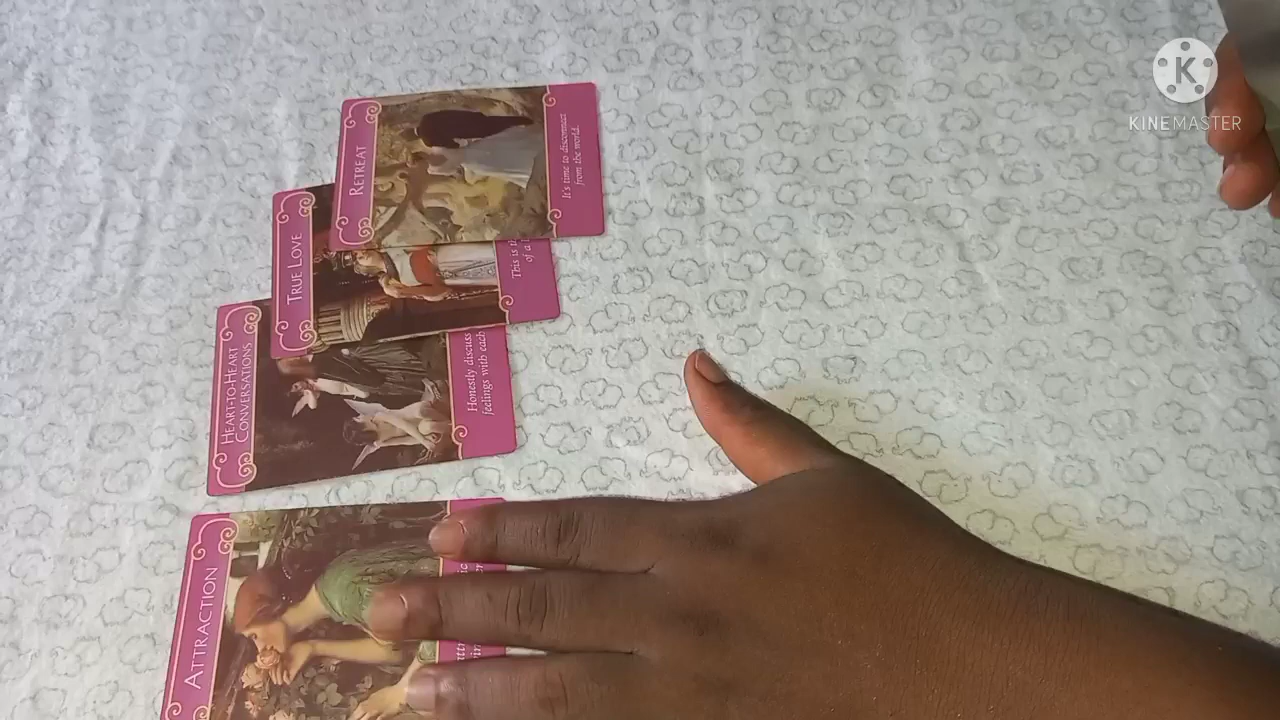 RETREAT
It's time to disconnect
from the world.
TRUE LOVE
This is
of a
HEART-TO-HEART
CONVERSATIONS
Honestly discuss
feelings with each
ATTRACTION
K
KINEMASTER